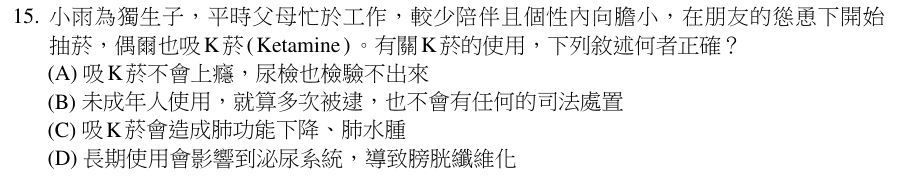 15. 小雨為獨生子，平時父母忙於工作，較少陪伴且個性內向膽小，在朋友的慫恿下開始
抽菸，偶爾也吸K菸(Ketamine)。有關K菸的使用，下列敘述何者正確？
(A) 吸K菸不會上癮，尿檢也檢驗不出來
(B) 未成年人使用，就算多次被逮，也不會有任何的司法處置
(C) 吸K菸會造成肺功能下降、肺水腫
(D) 長期使用會影響到泌尿系統，導致膀胱纖維化